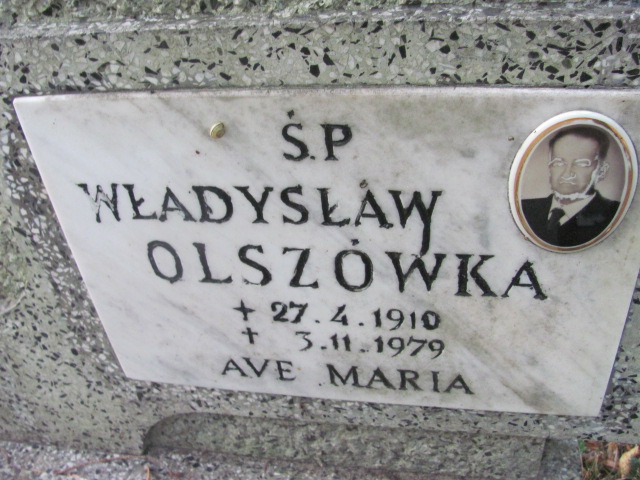 Ś.P
WŁADYSŁAW
OLSZÓWKA
+ 27.4.1910
+ 3.11.1979
AVE MARIA